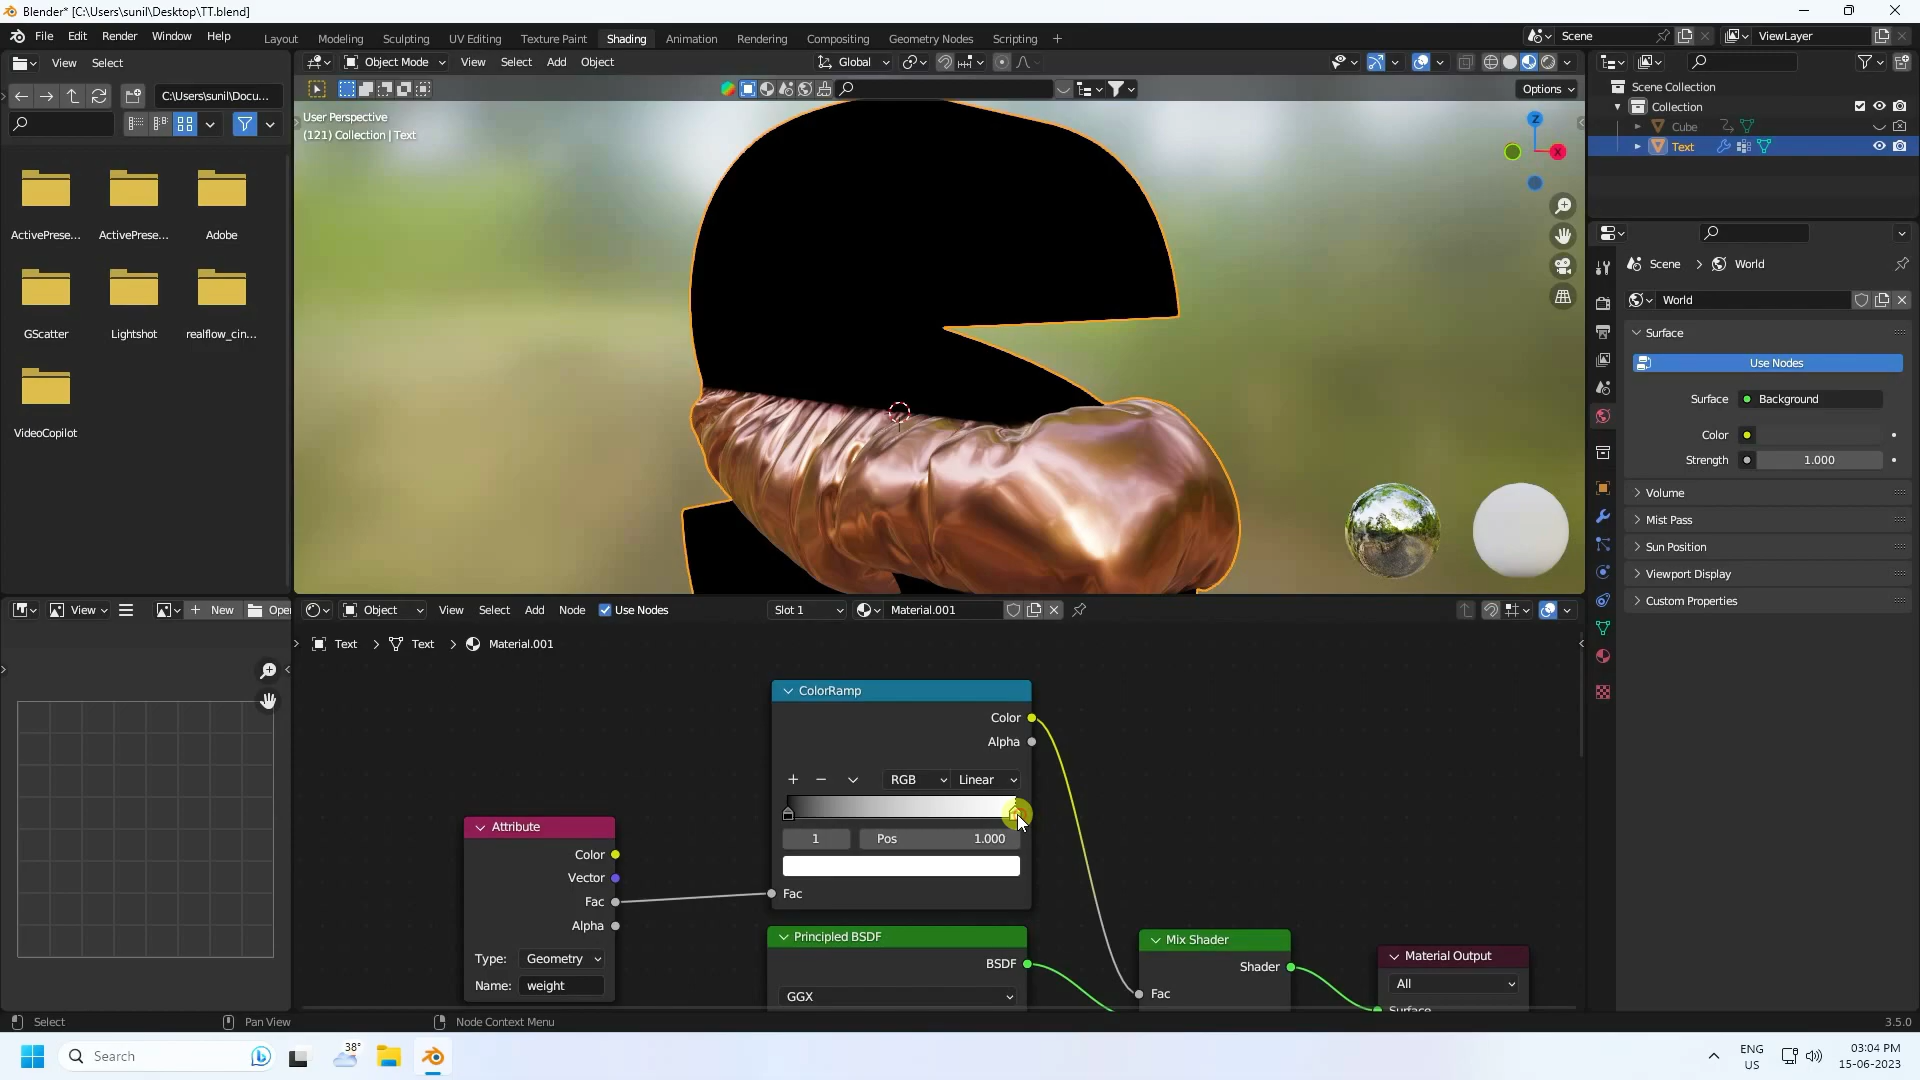 Blender* [C:\Users\sunil\Desktop\TT.blend]
File Edit Render Window Help
Layout Modeling Sculpting UV Editing Texture Paint Shading Animation Rendering Compositing Geometry Nodes Scripting +
Scene
ViewLayer
View Select
Object Mode View Select Add Object
Global
C:\Users\sunil\Docu...
Options
User Perspective
(121) Collection | Text
Z
X
Scene Collection
Collection
Cube
Text
ActivePrese...
ActivePrese...
Adobe
GScatter
Lightshot
realflow_cin...
VideoCopilot
Scene > World
World
Surface
Use Nodes
Surface Background
Color
Strength 1.000
Volume
Mist Pass
Sun Position
Viewport Display
Custom Properties
View New Open
Object View Select Add Node Use Nodes
Slot 1
Material.001
Text > Text > Material.001
ColorRamp
Color
Alpha
RGB Linear
1 Pos 1.000
Fac
Attribute
Color
Vector
Fac
Alpha
Type: Geometry
Name: weight
Principled BSDF
BSDF
GGX
Mix Shader
Shader
Fac
Material Output
All
Surface
Select Pan View Node Context Menu
3.5.0
Search
38°
ENG
US
03:04 PM
15-06-2023